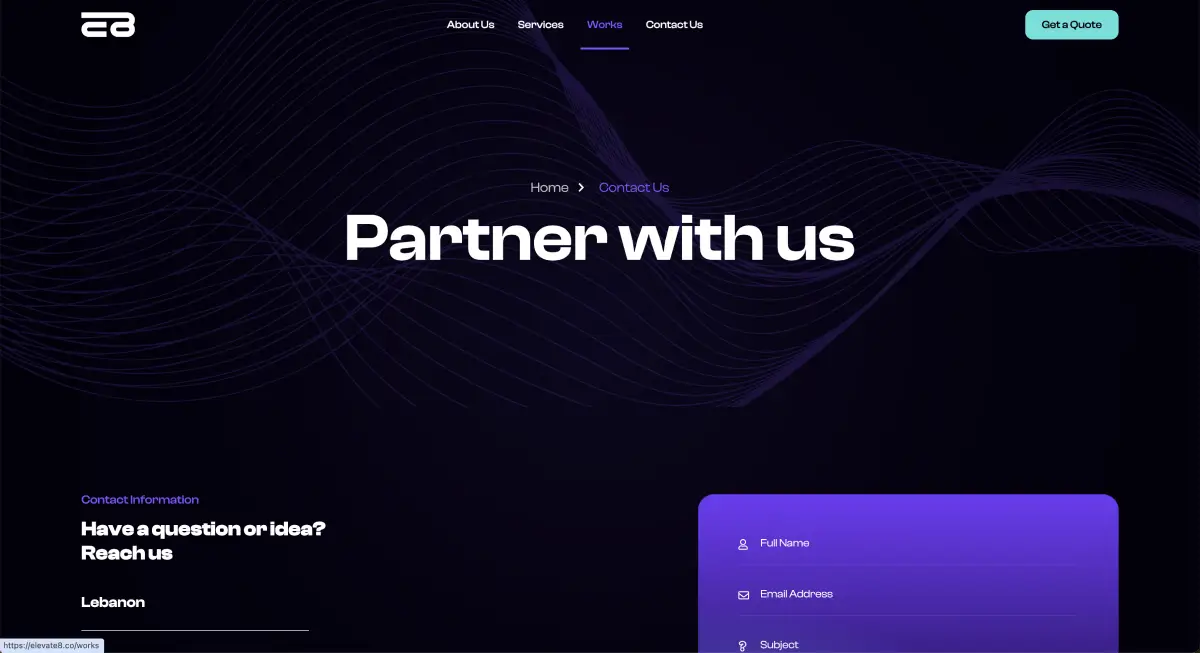 E8
About Us Services Works Contact Us Get a Quote
Home Contact Us
Partner with us
Contact Information
Have a question or idea?
Reach us
Lebanon
Full Name
Email Address
Subject
https://elevate8.co/works